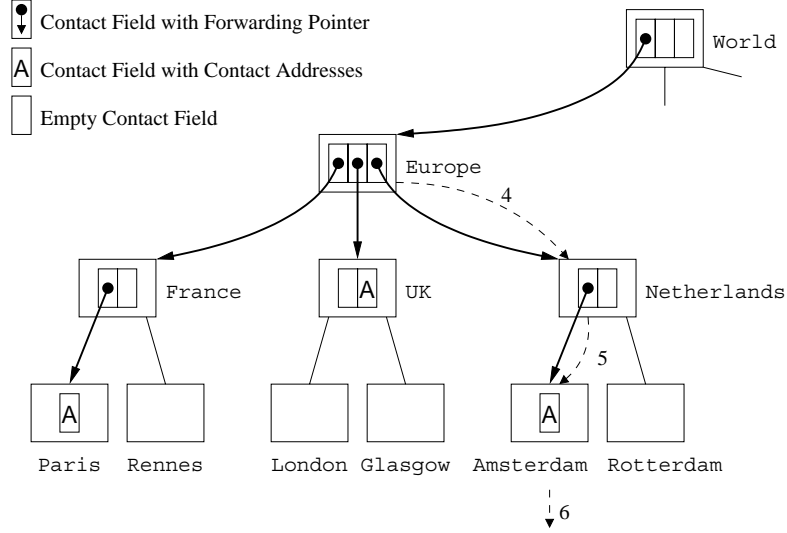 Contact Field with Forwarding Pointer
A Contact Field with Contact Addresses
Empty Contact Field
World
Europe
4
France
A
UK
Netherlands
5
A
A
Paris
Rennes
London
Glasgow
Amsterdam
Rotterdam
6